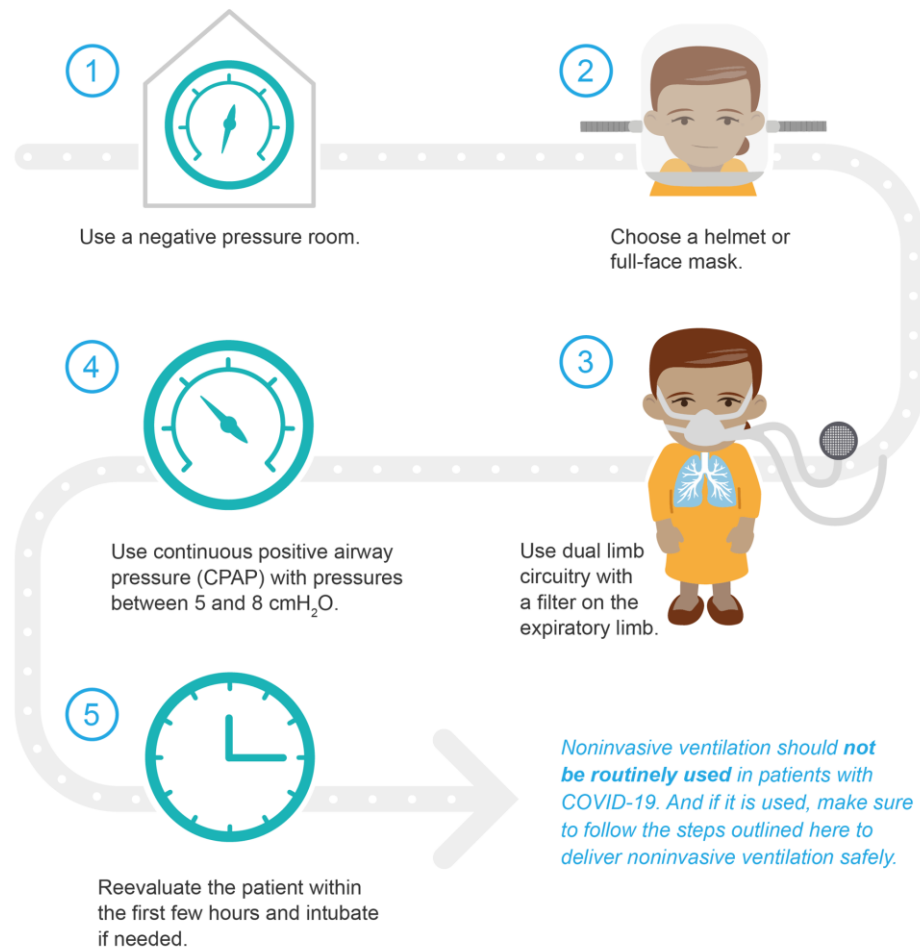 1
Use a negative pressure room.
2
Choose a helmet or
full-face mask.
3
Use dual limb
circuitry with
a filter on the
expiratory limb.
4
Use continuous positive airway
pressure (CPAP) with pressures
between 5 and 8 cmH₂O.
5
Reevaluate the patient within
the first few hours and intubate
if needed.
Noninvasive ventilation should not
be routinely used in patients with
COVID-19. And if it is used, make sure
to follow the steps outlined here to
deliver noninvasive ventilation safely.